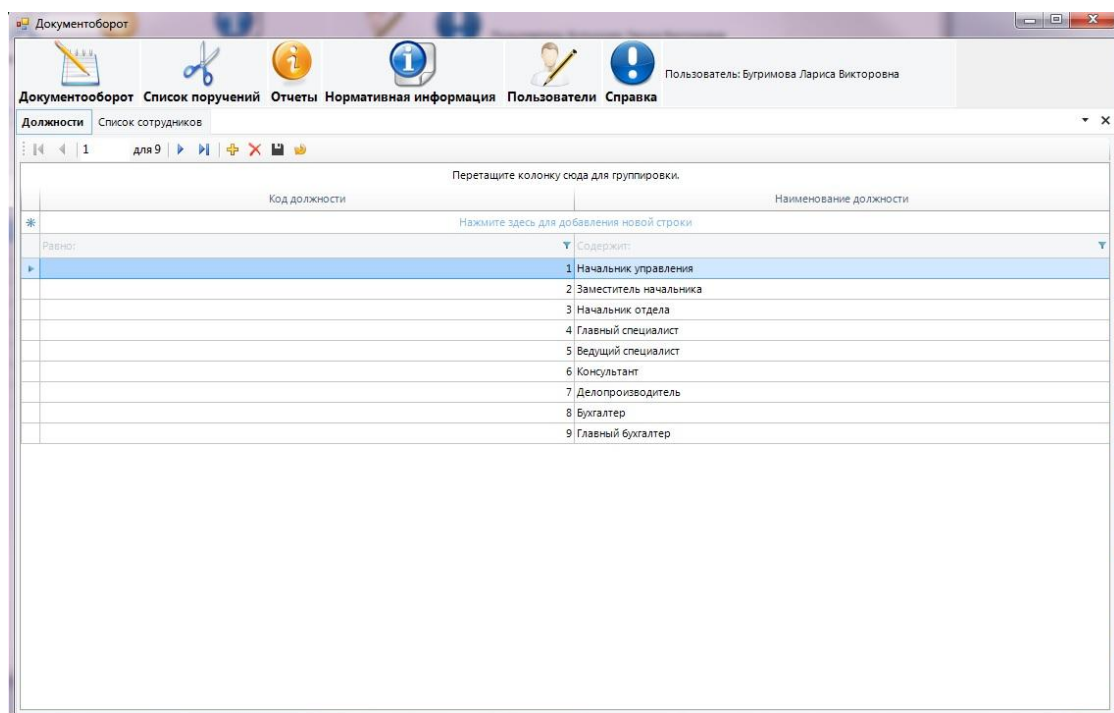 Документоборот
Пользователь: Бугримова Лариса Викторовна
Документооборот Список поручений Отчеты Нормативная информация Пользователи Справка
Должности Список сотрудников
1 для 9
Перетащите колонку сюда для группировки.
Код должности Наименование должности
Нажмите здесь для добавления новой строки
Равно: Содержит:
1 Начальник управления
2 Заместитель начальника
3 Начальник отдела
4 Главный специалист
5 Ведущий специалист
6 Консультант
7 Делопроизводитель
8 Бухгалтер
9 Главный бухгалтер